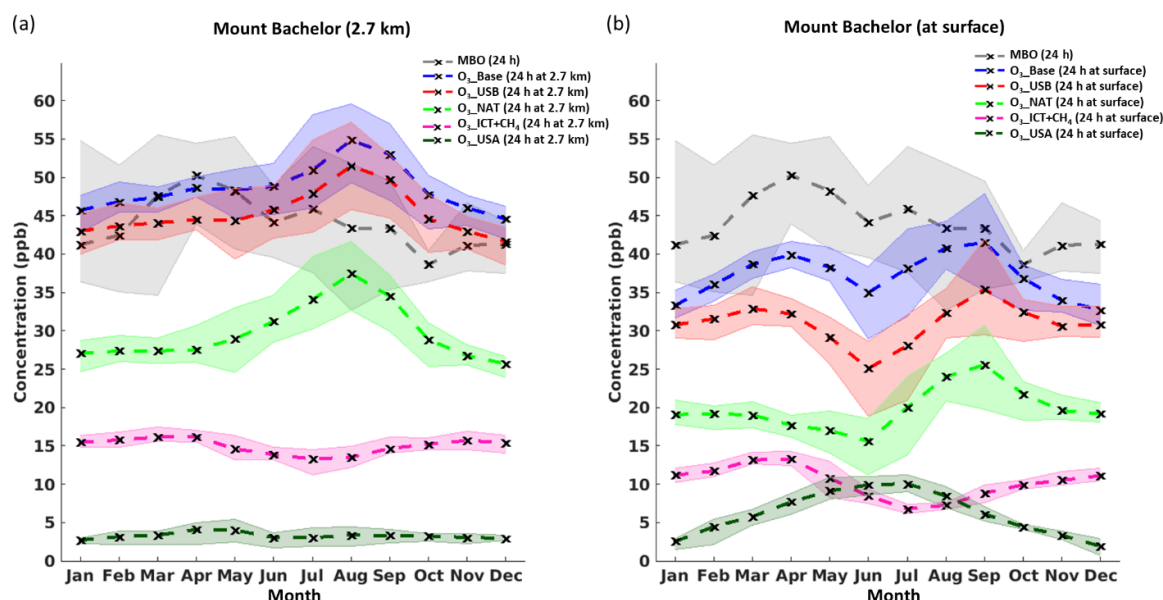 (a)
Mount Bachelor (2.7 km)
MBO (24 h)
O₃_Base (24 h at 2.7 km)
O₃_USB (24 h at 2.7 km)
O₃_NAT (24 h at 2.7 km)
O₃_ICT+CH₄ (24 h at 2.7 km)
O₃_USA (24 h at 2.7 km)
Concentration (ppb)
60
55
50
45
40
35
30
25
20
15
10
5
0
Jan Feb Mar Apr May Jun Jul Aug Sep Oct Nov Dec
Month
(b)
Mount Bachelor (at surface)
MBO (24 h)
O₃_Base (24 h at surface)
O₃_USB (24 h at surface)
O₃_NAT (24 h at surface)
O₃_ICT+CH₄ (24 h at surface)
O₃_USA (24 h at surface)
Concentration (ppb)
60
55
50
45
40
35
30
25
20
15
10
5
0
Jan Feb Mar Apr May Jun Jul Aug Sep Oct Nov Dec
Month